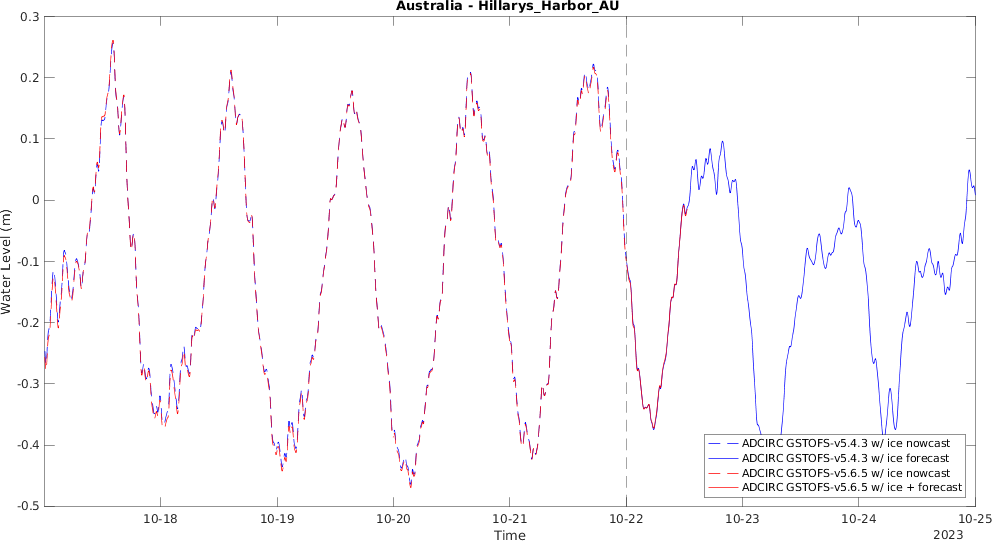 Australia - Hillarys_Harbor_AU
Water Level (m)
0.3
0.2
0.1
0
-0.1
-0.2
-0.3
-0.4
-0.5
ADCIRC GSTOFS-v5.4.3 w/ ice nowcast
ADCIRC GSTOFS-v5.4.3 w/ ice forecast
ADCIRC GSTOFS-v5.6.5 w/ ice nowcast
ADCIRC GSTOFS-v5.6.5 w/ ice + forecast
10-18 10-19 10-20 10-21 10-22 10-23 10-24 10-25
Time
2023